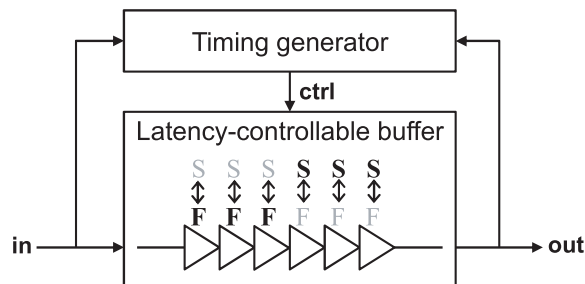 Timing generator
ctrl
Latency-controllable buffer
S S S S S S
F F F F F F
in
out